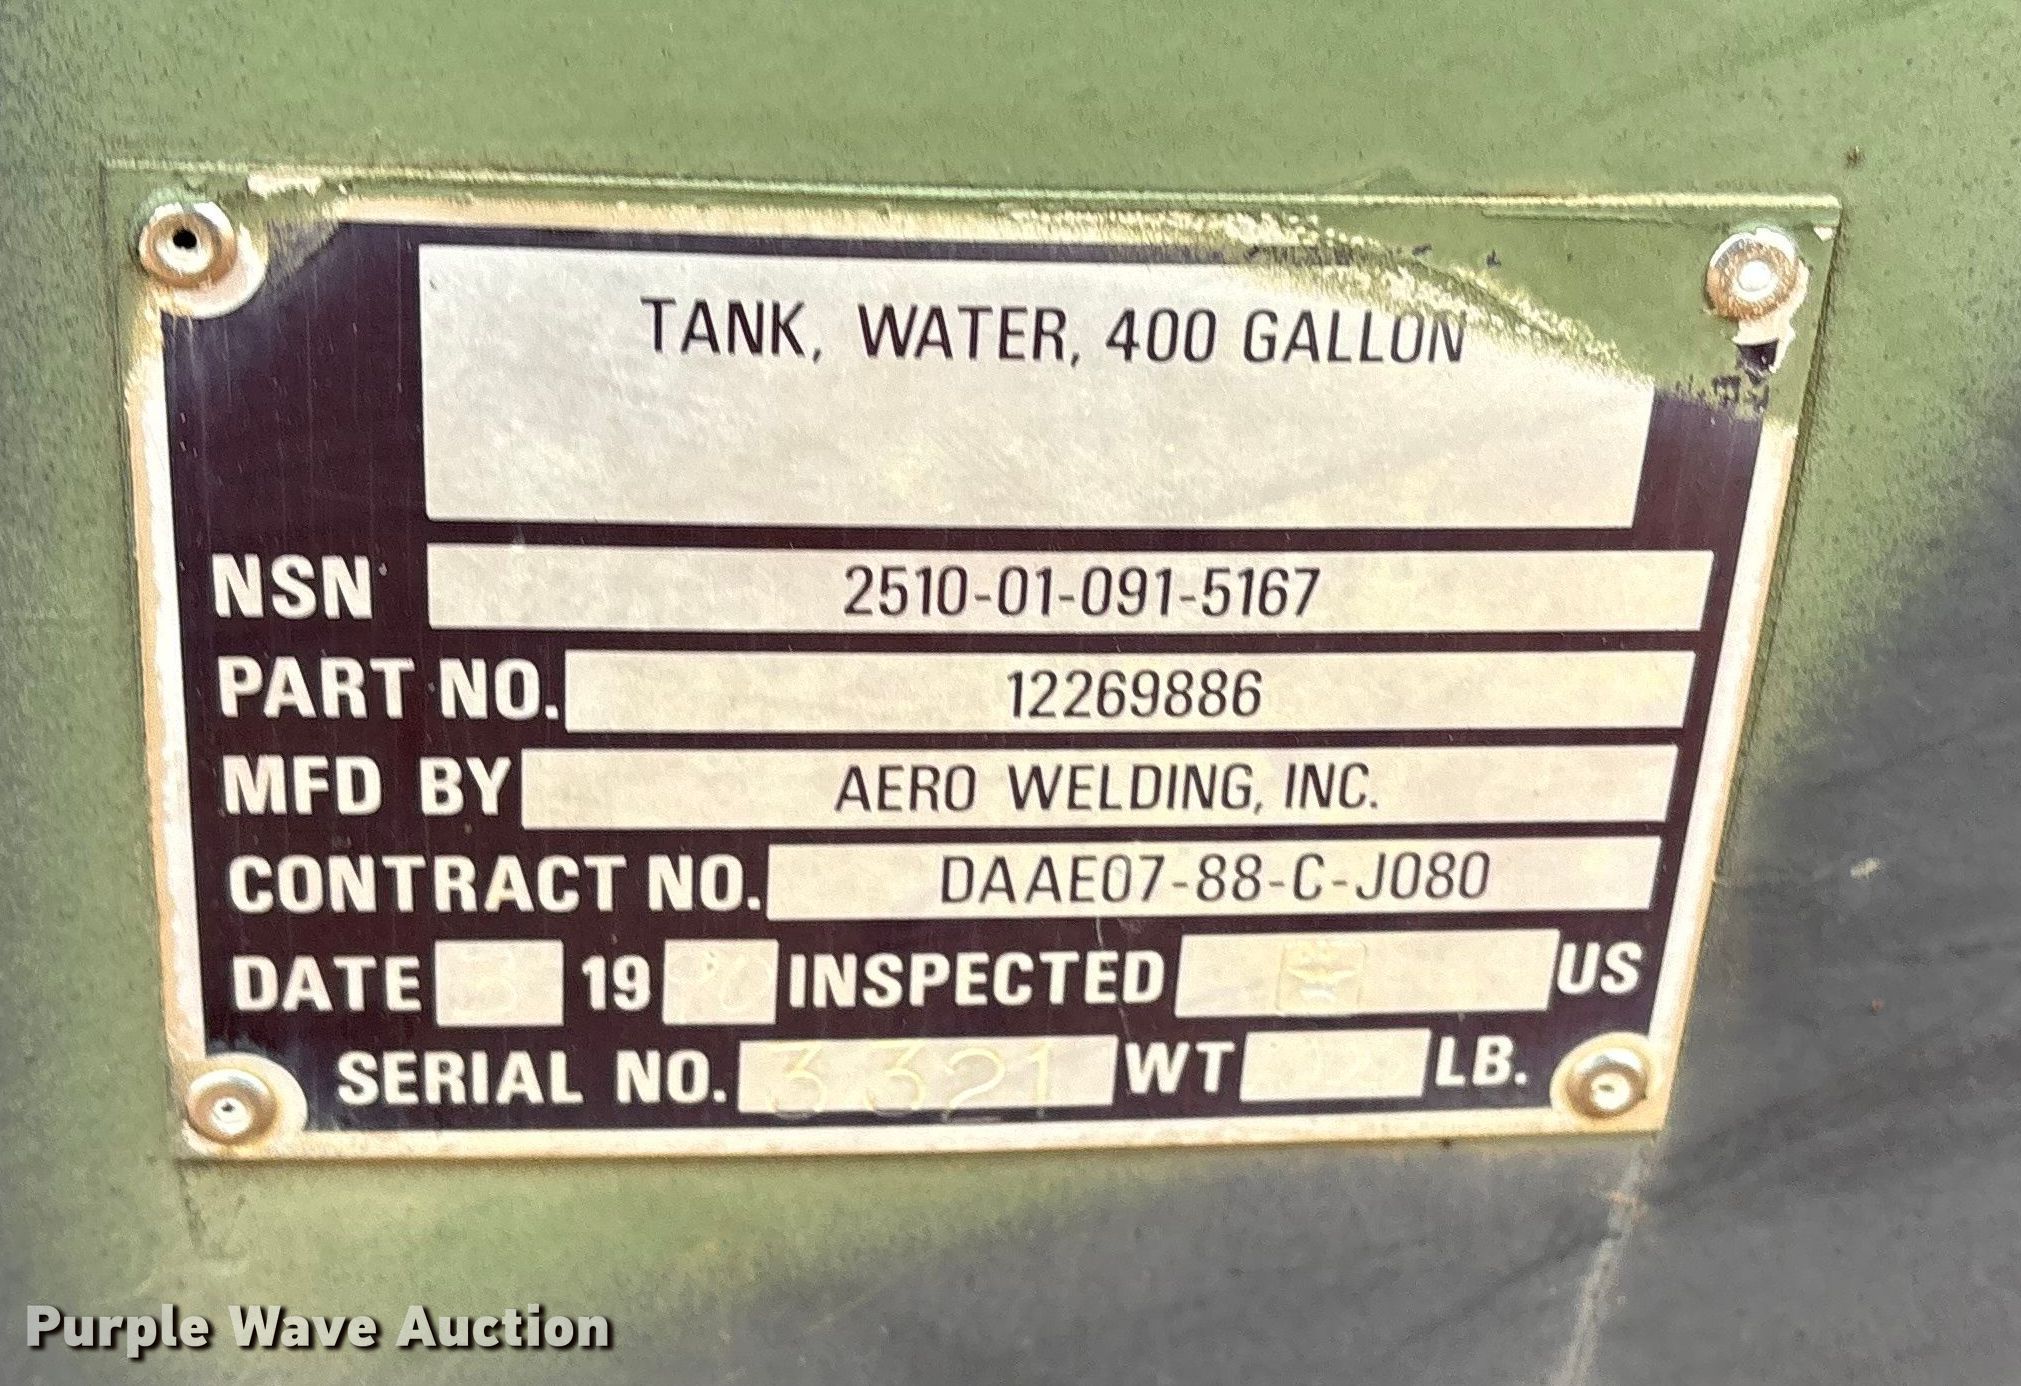 TANK, WATER, 400 GALLON
NSN 2510-01-091-5167
PART NO. 12269886
MFD BY AERO WELDING, INC.
CONTRACT NO. DAAE07-88-C-J080
DATE 19 INSPECTED US
SERIAL NO. 3321 WT LB.
Purple Wave Auction